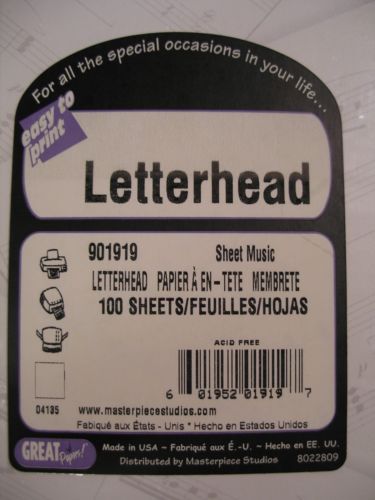 For all the special occasions in your life...
easy to
print
Letterhead
901919 Sheet Music
LETTERHEAD PAPIER À EN-TETE MEMBRETE
100 SHEETS/FEUILLES/HOJAS
ACID FREE
6 01952 01919 7
04135 www.masterpiecestudios.com
Fabriqué aux États - Unis * Hecho en Estados Unidos
GREAT Papers!
Made in USA ~ Fabriqué aux É.-U. ~ Hecho en EE. UU.
Distributed by Masterpiece Studios 8022809